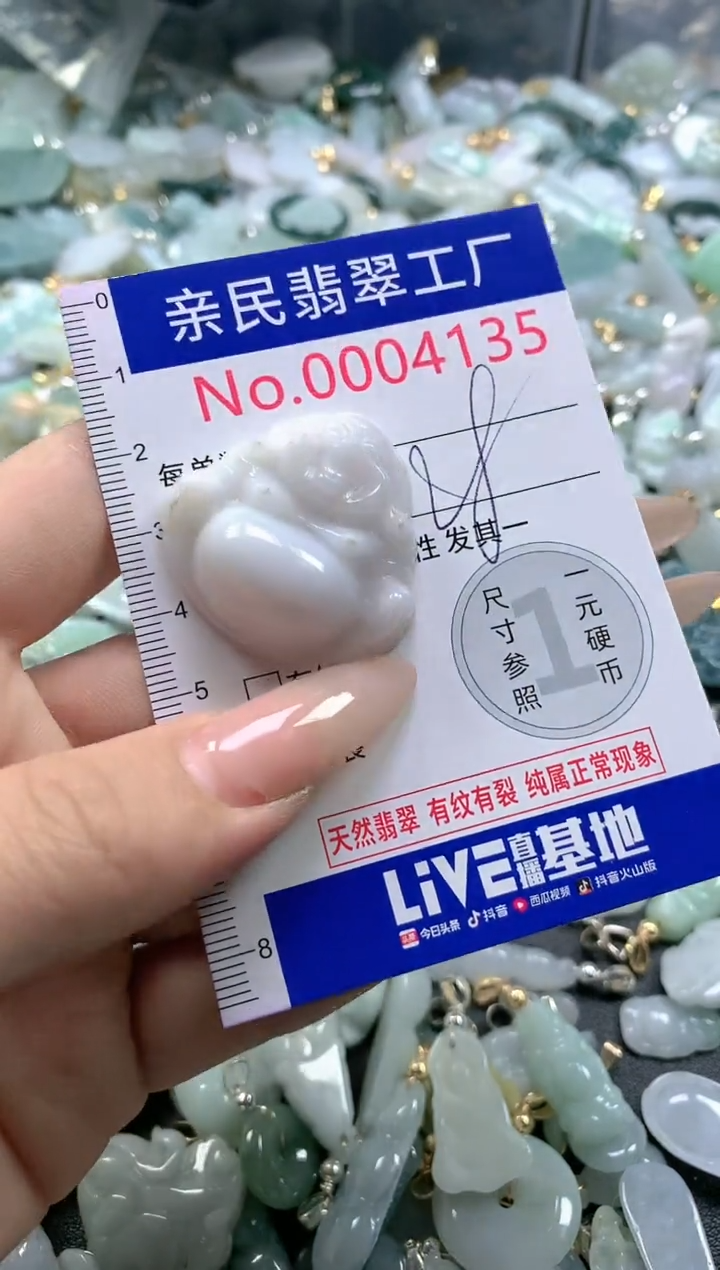 亲民翡翠工厂
No.0004135
0
1
2
3
4
5
8
性 发其一
尺寸参照
1
一元硬币
天然翡翠 有纹有裂 纯属正常现象
LiVE直播基地
头条 今日头条 抖音 西瓜视频 抖音火山版